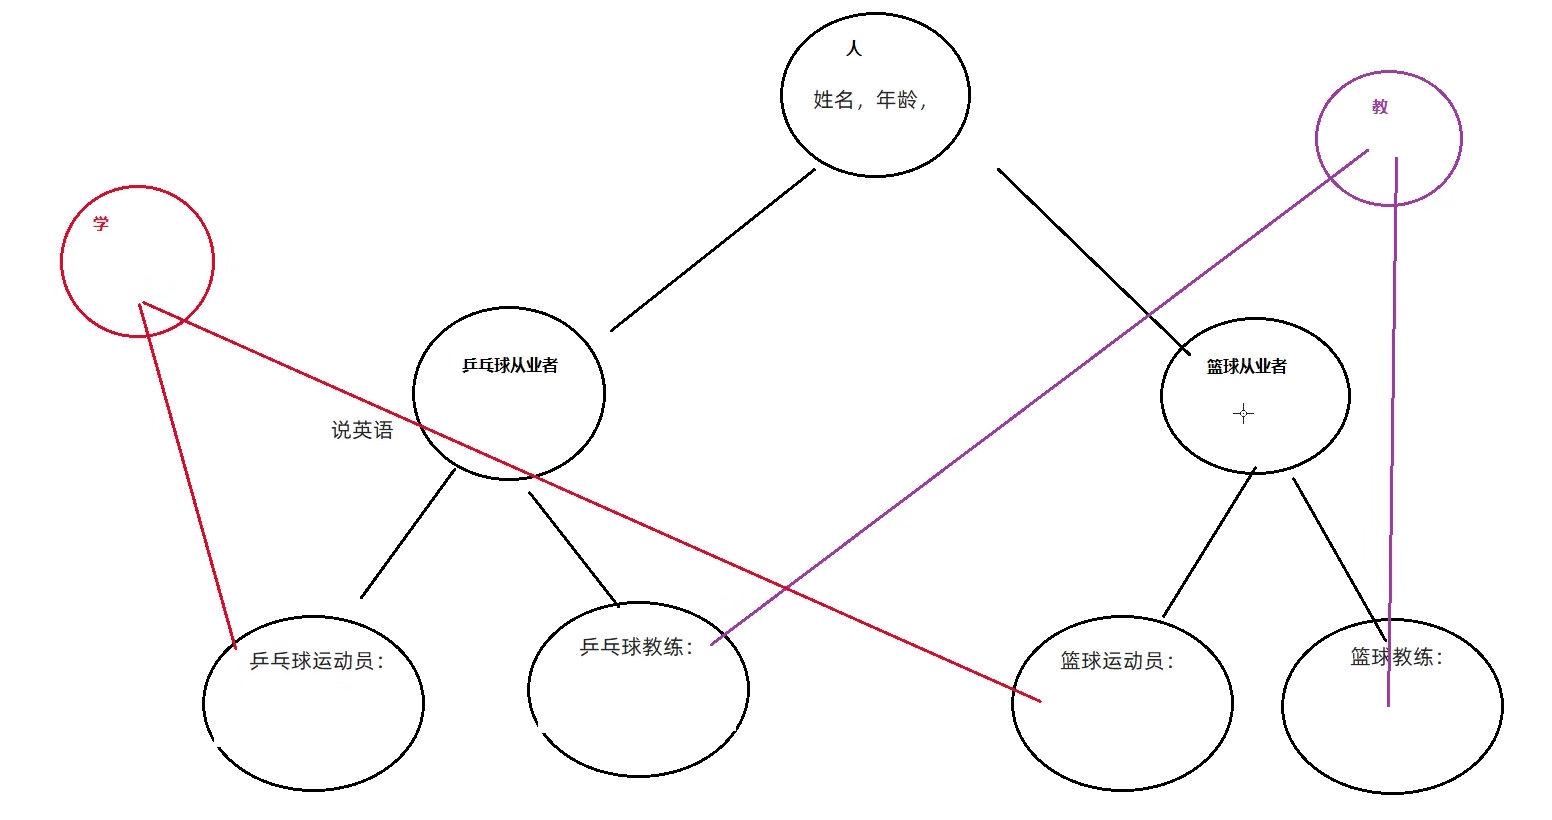 人
姓名，年龄，
教
学
乒乓球从业者
篮球从业者
说英语
乒乓球运动员：
乒乓球教练：
篮球运动员：
篮球教练：